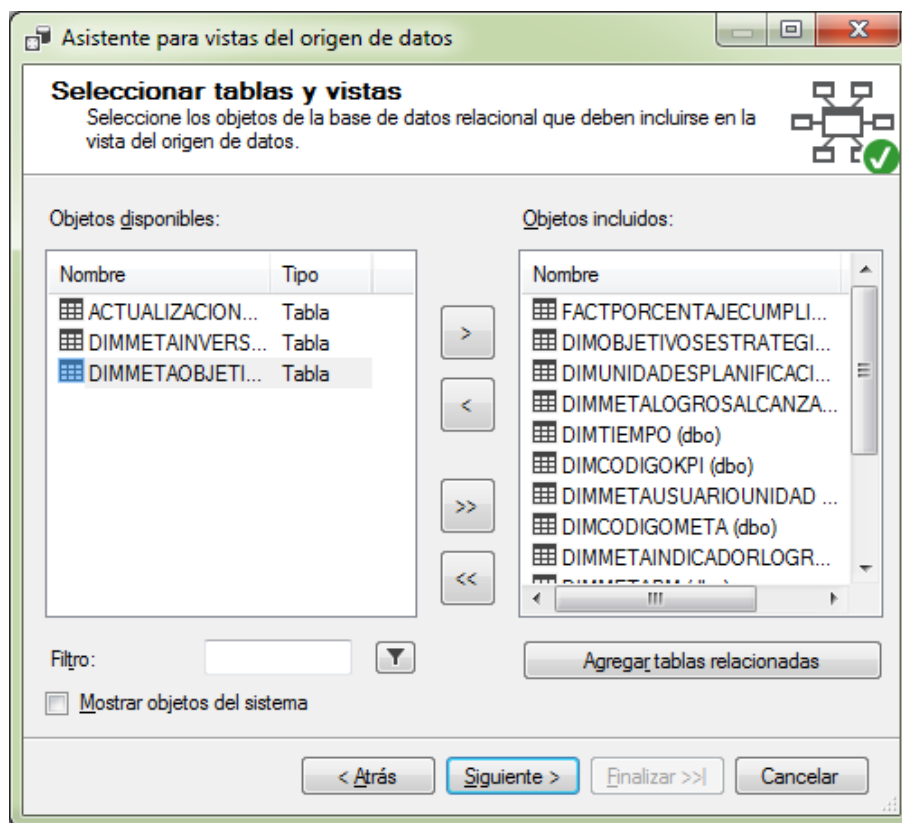 Asistente para vistas del origen de datos
Seleccionar tablas y vistas
Seleccione los objetos de la base de datos relacional que deben incluirse en la
vista del origen de datos.
Objetos disponibles:
Nombre Tipo
ACTUALIZACION... Tabla
DIMMETAINVERS... Tabla
DIMMETAOBJETI... Tabla
>
<
>>
<<
Objetos incluidos:
Nombre
FACTPORCENTAJECUMPLI...
DIMOBJETIVOSESTRATEGI...
DIMUNIDADESPLANIFICACI...
DIMMETALOGROSALCANZA...
DIMTIEMPO (dbo)
DIMCODIGOKPI (dbo)
DIMMETAUSUARIOUNIDAD ...
DIMCODIGOMETA (dbo)
DIMMETAINDICADORLOGR...
Filtro:
Agregar tablas relacionadas
Mostrar objetos del sistema
< Atrás Siguiente > Finalizar >>| Cancelar